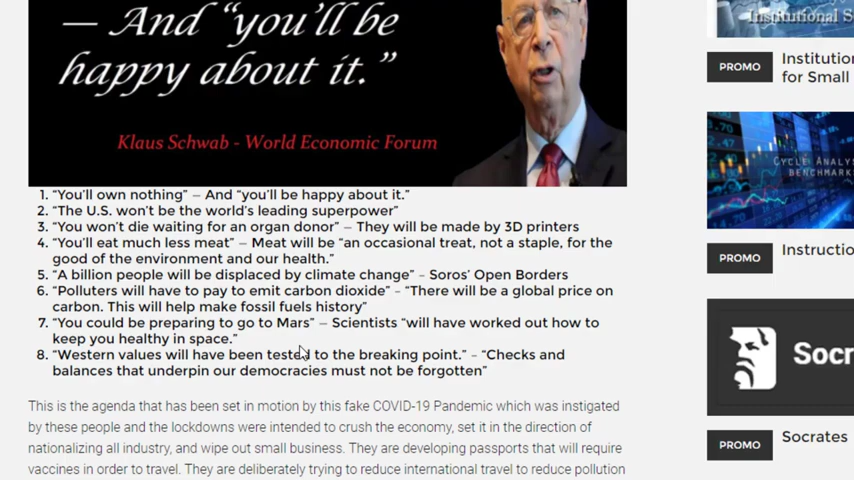 — And “you’ll be
happy about it.”
Klaus Schwab - World Economic Forum
1. “You’ll own nothing” — And “you’ll be happy about it.”
2. “The U.S. won’t be the world’s leading superpower”
3. “You won’t die waiting for an organ donor” — They will be made by 3D printers
4. “You’ll eat much less meat” — Meat will be “an occasional treat, not a staple, for the
good of the environment and our health.”
5. “A billion people will be displaced by climate change” - Soros’ Open Borders
6. “Polluters will have to pay to emit carbon dioxide” - “There will be a global price on
carbon. This will help make fossil fuels history”
7. “You could be preparing to go to Mars” — Scientists “will have worked out how to
keep you healthy in space.”
8. “Western values will have been tested to the breaking point.” - “Checks and
balances that underpin our democracies must not be forgotten”
This is the agenda that has been set in motion by this fake COVID-19 Pandemic which was instigated
by these people and the lockdowns were intended to crush the economy, set it in the direction of
nationalizing all industry, and wipe out small business. They are developing passports that will require
vaccines in order to travel. They are deliberately trying to reduce international travel to reduce pollution
Institutional S
PROMO
Institution
for Small
CYCLE ANALY
BENCHMARK
PROMO
Instructio
Socr
PROMO
Socrates